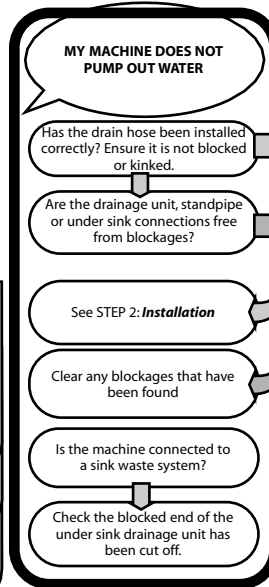 MY MACHINE DOES NOT
PUMP OUT WATER
Has the drain hose been installed
correctly? Ensure it is not blocked
or kinked.
Are the drainage unit, standpipe
or under sink connections free
from blockages?
See STEP 2: Installation
Clear any blockages that have
been found
Is the machine connected to
a sink waste system?
Check the blocked end of the
under sink drainage unit has
been cut off.